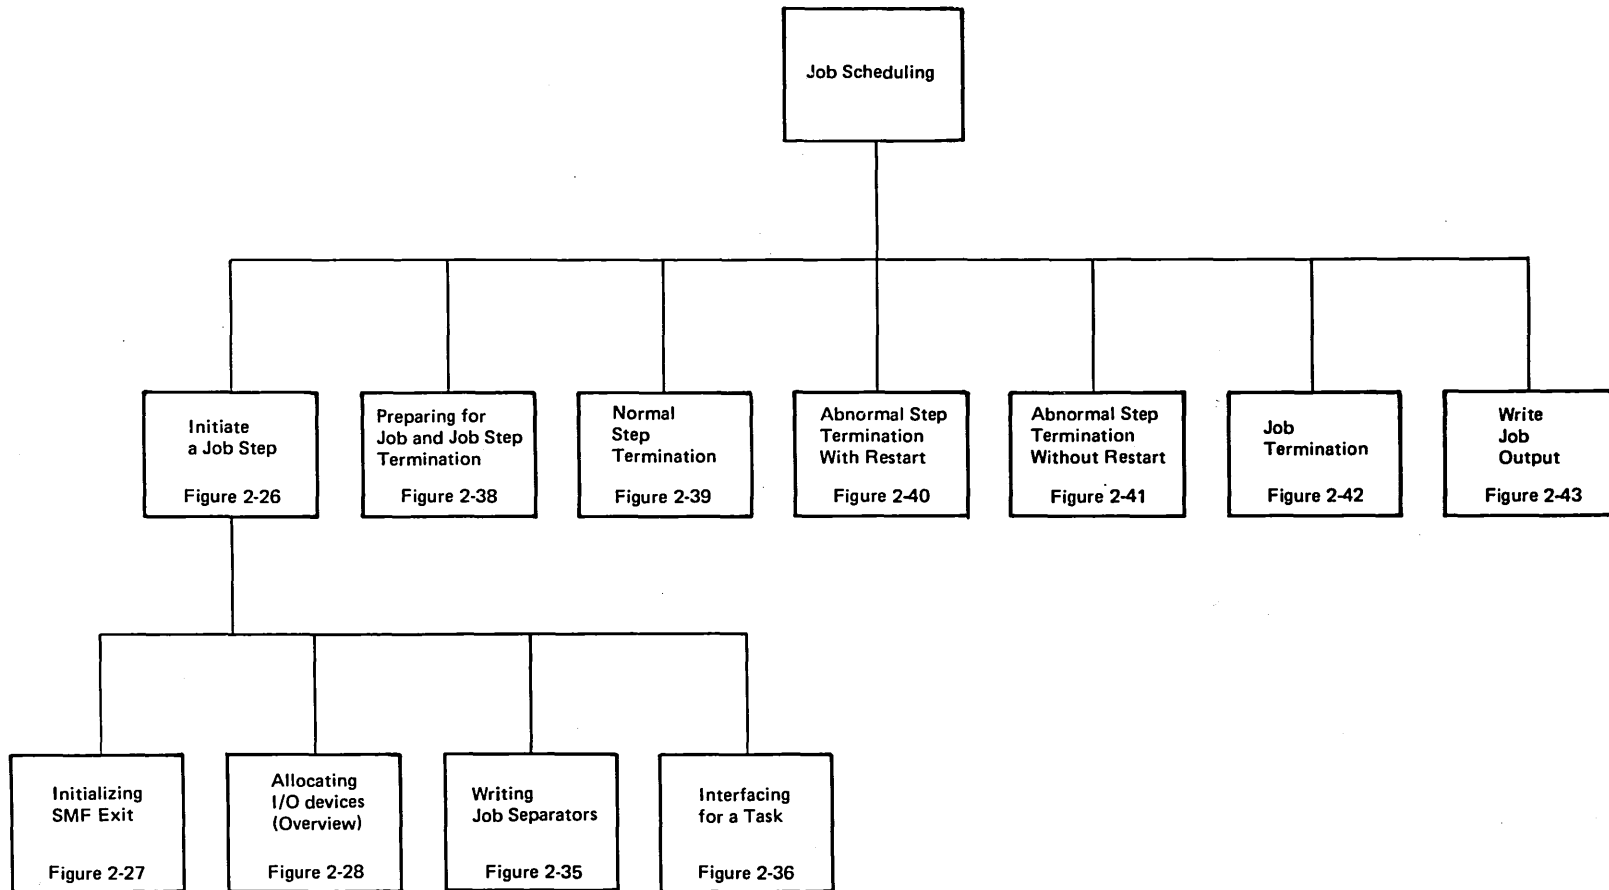 Job Scheduling
Initiate
a Job Step
Figure 2-26
Preparing for
Job and Job Step
Termination
Figure 2-38
Normal
Step
Termination
Figure 2-39
Abnormal Step
Termination
With Restart
Figure 2-40
Abnormal Step
Termination
Without Restart
Figure 2-41
Job
Termination
Figure 2-42
Write
Job
Output
Figure 2-43
Initializing
SMF Exit
Figure 2-27
Allocating
I/O devices
(Overview)
Figure 2-28
Writing
Job Separators
Figure 2-35
Interfacing
for a Task
Figure 2-36